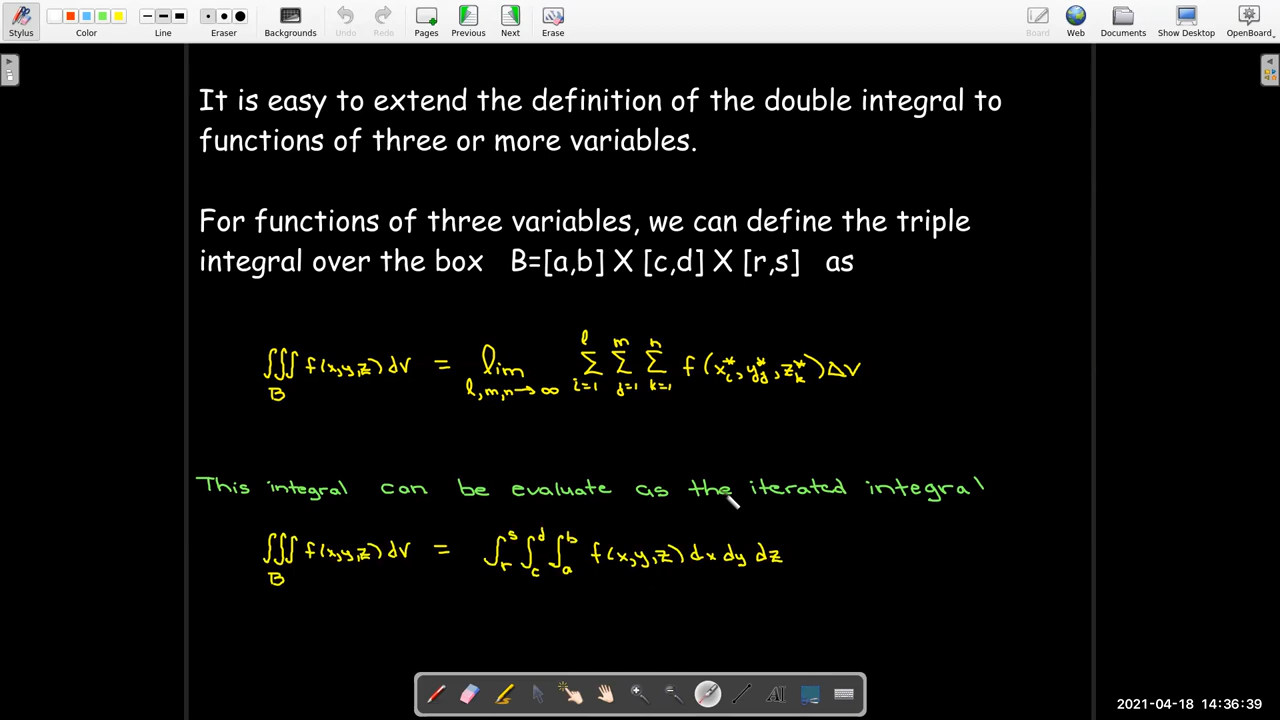 Stylus Color Line Eraser Backgrounds Undo Redo Pages Previous Next Erase Board Web Documents Show Desktop OpenBoard
It is easy to extend the definition of the double integral to
functions of three or more variables.
For functions of three variables, we can define the triple
integral over the box B=[a,b] X [c,d] X [r,s] as
∭_B f(x,y,z) dV = lim_{l,m,n→∞} ∑_{i=1}^{l} ∑_{j=1}^{m} ∑_{k=1}^{n} f(x_i^*, y_j^*, z_k^*) ΔV
This integral can be evaluate as the iterated integral
∭_B f(x,y,z) dV = ∫_r^s ∫_c^d ∫_a^b f(x,y,z) dx dy dz
AI
2021-04-18 14:36:39